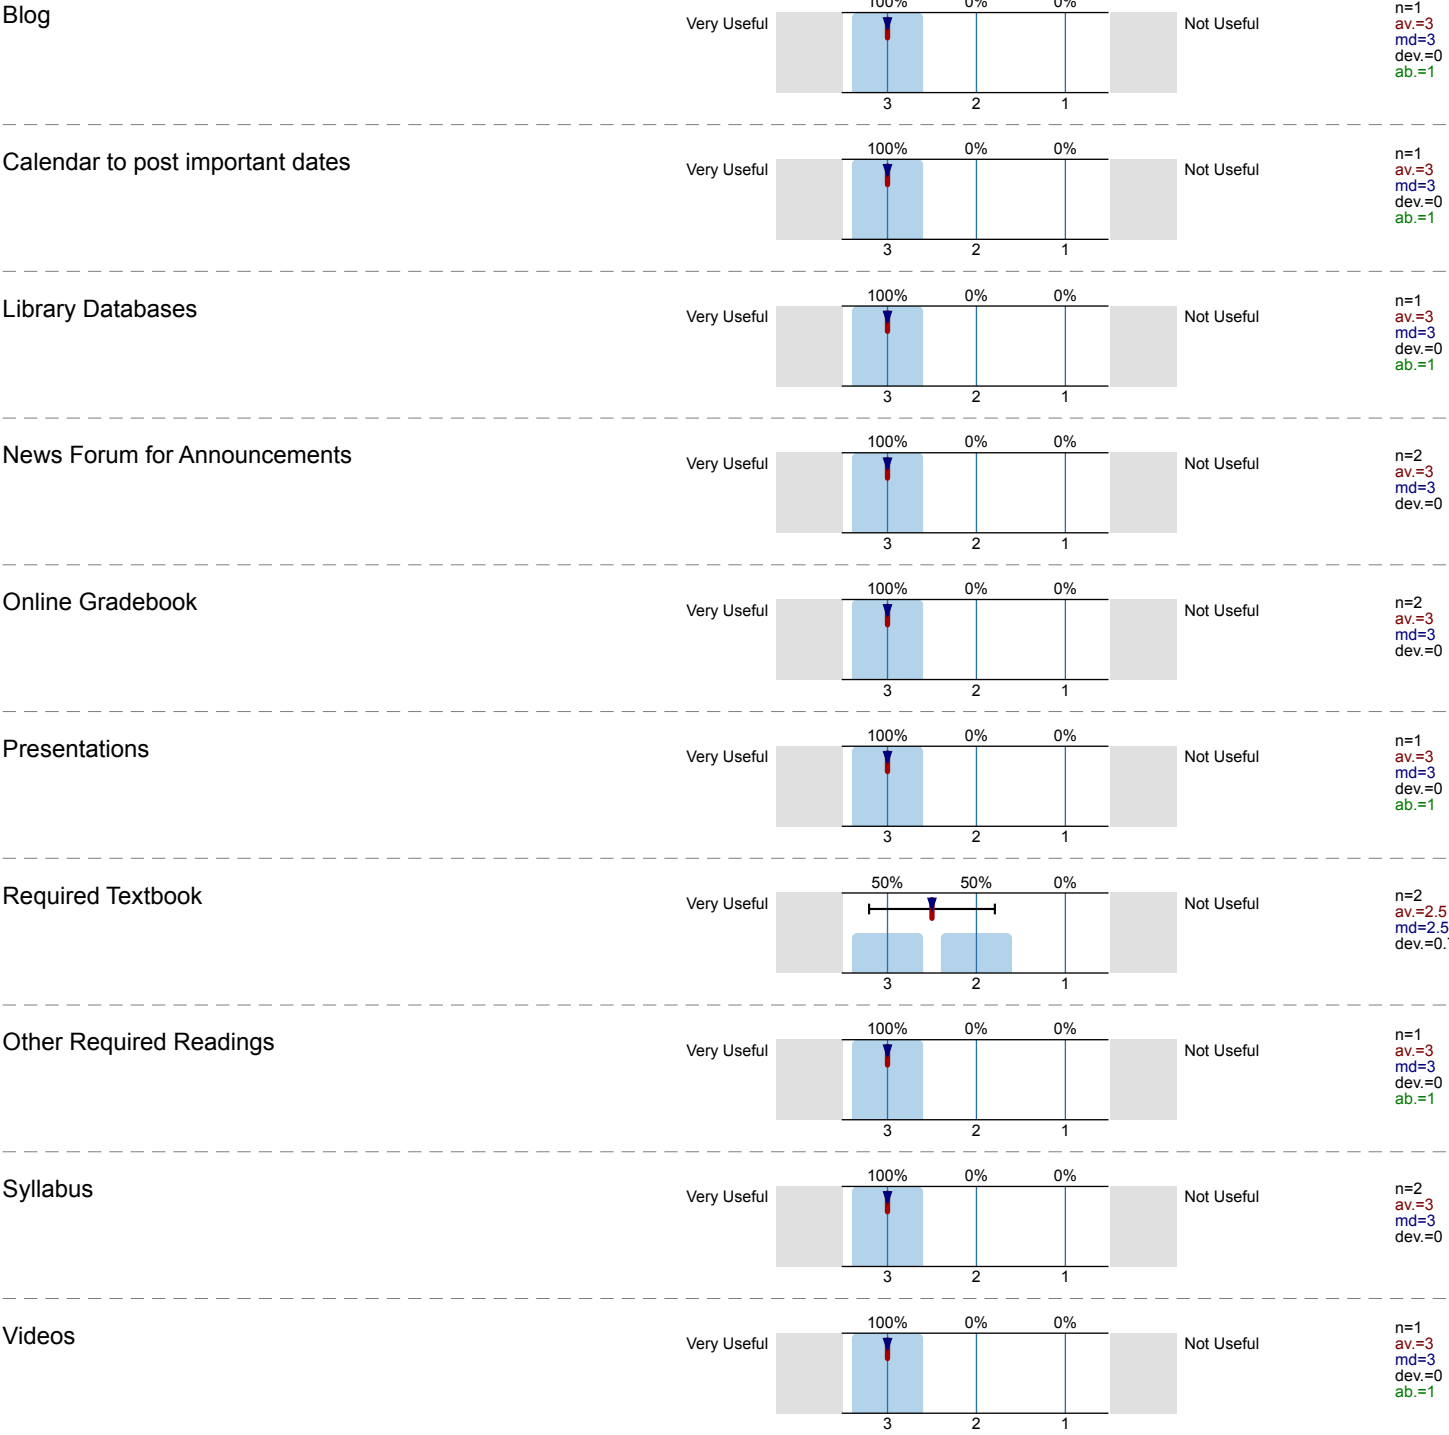 Blog
100% 0% 0%
Very Useful Not Useful
3 2 1
n=1
av.=3
md=3
dev.=0
ab.=1
Calendar to post important dates
100% 0% 0%
Very Useful Not Useful
3 2 1
n=1
av.=3
md=3
dev.=0
ab.=1
Library Databases
100% 0% 0%
Very Useful Not Useful
3 2 1
n=1
av.=3
md=3
dev.=0
ab.=1
News Forum for Announcements
100% 0% 0%
Very Useful Not Useful
3 2 1
n=2
av.=3
md=3
dev.=0
Online Gradebook
100% 0% 0%
Very Useful Not Useful
3 2 1
n=2
av.=3
md=3
dev.=0
Presentations
100% 0% 0%
Very Useful Not Useful
3 2 1
n=1
av.=3
md=3
dev.=0
ab.=1
Required Textbook
50% 50% 0%
Very Useful Not Useful
3 2 1
n=2
av.=2.5
md=2.5
Other Required Readings
100% 0% 0%
Very Useful Not Useful
3 2 1
n=1
av.=3
md=3
dev.=0
ab.=1
Syllabus
100% 0% 0%
Very Useful Not Useful
3 2 1
n=2
av.=3
md=3
dev.=0
Videos
100% 0% 0%
Very Useful Not Useful
3 2 1
n=1
av.=3
md=3
dev.=0
ab.=1